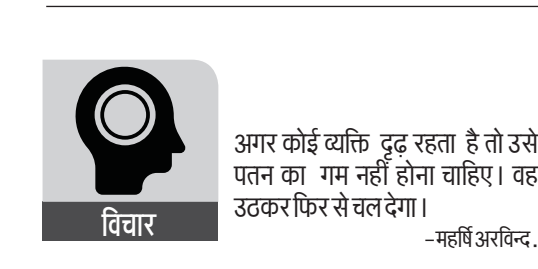 विचार
अगर कोई व्यक्ति दृढ़ रहता है तो उसे
पतन का गम नहीं होना चाहिए। वह
उठकर फिर से चल देगा।
-महर्षि अरविन्द.